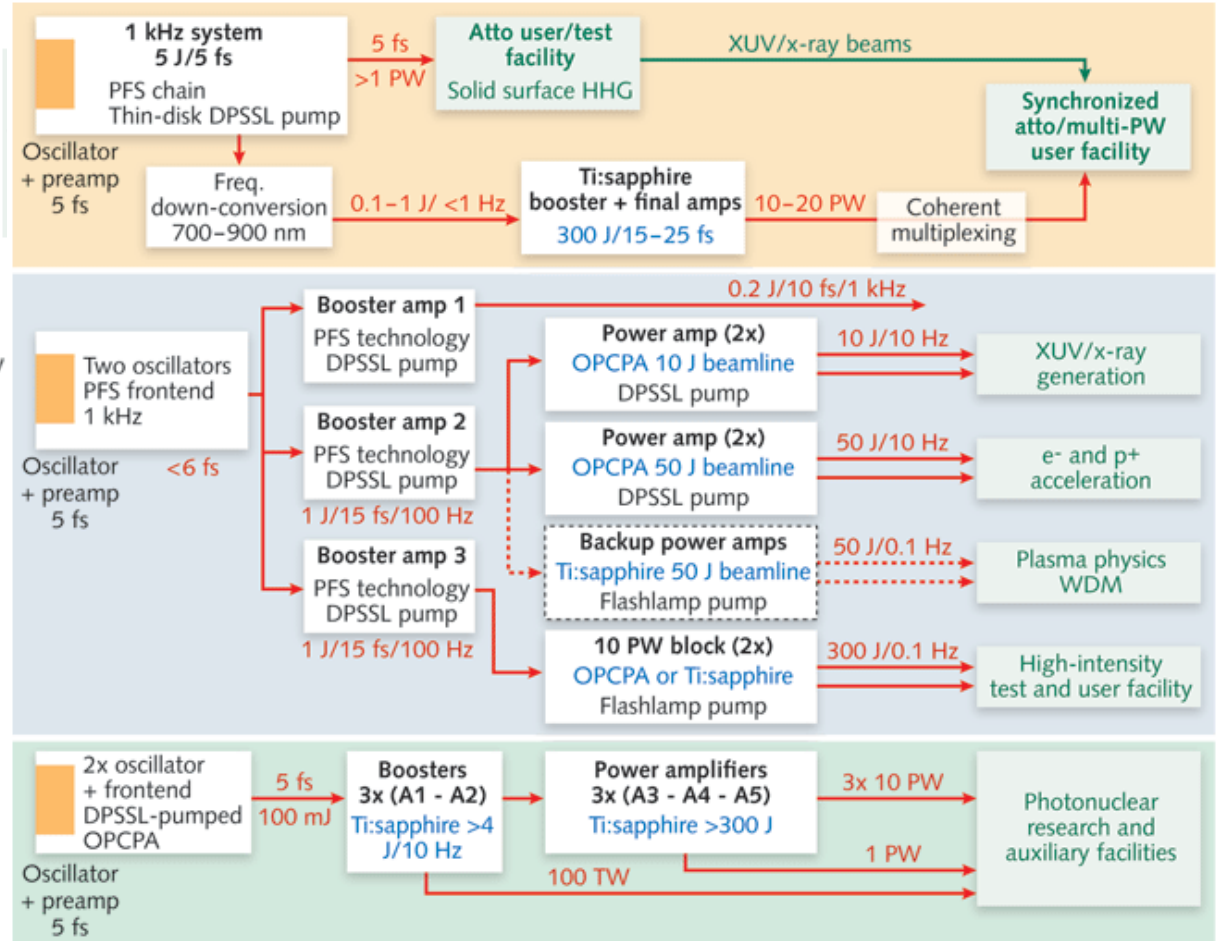 1 kHz system
5 J/5 fs
PFS chain
Thin-disk DPSSL pump
Oscillator
+ preamp
5 fs
5 fs
>1 PW
Atto user/test
facility
Solid surface HHG
XUV/x-ray beams
Synchronized
atto/multi-PW
user facility
Freq.
down-conversion
700–900 nm
0.1–1 J/ <1 Hz
Ti:sapphire
booster + final amps
300 J/15–25 fs
10–20 PW
Coherent
multiplexing
Two oscillators
PFS frontend
1 kHz
Oscillator
+ preamp
5 fs
<6 fs
Booster amp 1
PFS technology
DPSSL pump
0.2 J/10 fs/1 kHz
Booster amp 2
PFS technology
DPSSL pump
1 J/15 fs/100 Hz
Booster amp 3
PFS technology
DPSSL pump
1 J/15 fs/100 Hz
Power amp (2x)
OPCPA 10 J beamline
DPSSL pump
10 J/10 Hz
XUV/x-ray
generation
Power amp (2x)
OPCPA 50 J beamline
DPSSL pump
50 J/10 Hz
e- and p+
acceleration
Backup power amps
Ti:sapphire 50 J beamline
Flashlamp pump
50 J/0.1 Hz
Plasma physics
WDM
10 PW block (2x)
OPCPA or Ti:sapphire
Flashlamp pump
300 J/0.1 Hz
High-intensity
test and user facility
2x oscillator
+ frontend
DPSSL-pumped
OPCPA
Oscillator
+ preamp
5 fs
5 fs
100 mJ
Boosters
3x (A1 - A2)
Ti:sapphire >4
J/10 Hz
Power amplifiers
3x (A3 - A4 - A5)
Ti:sapphire >300 J
3x 10 PW
1 PW
100 TW
Photonuclear
research and
auxiliary facilities